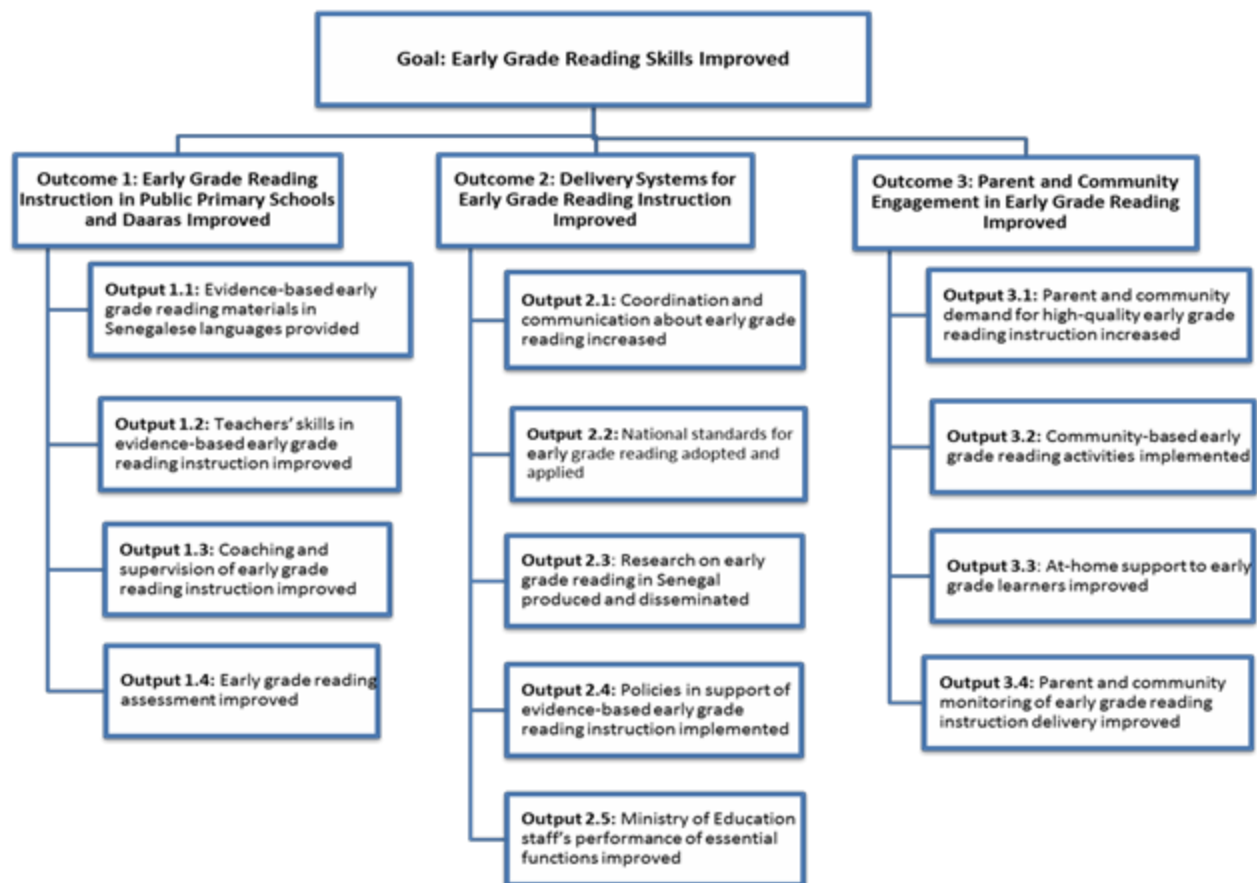 Goal: Early Grade Reading Skills Improved
Outcome 1: Early Grade Reading
Instruction in Public Primary Schools
and Daaras Improved
Output 1.1: Evidence-based early
grade reading materials in
Senegalese languages provided
Output 1.2: Teachers' skills in
evidence-based early grade
reading instruction improved
Output 1.3: Coaching and
supervision of early grade
reading instruction improved
Output 1.4: Early grade reading
assessment improved
Outcome 2: Delivery Systems for
Early Grade Reading Instruction
Improved
Output 2.1: Coordination and
communication about early grade
reading increased
Output 2.2: National standards for
early grade reading adopted and
applied
Output 2.3: Research on early
grade reading in Senegal
produced and disseminated
Output 2.4: Policies in support of
evidence-based early grade
reading instruction implemented
Output 2.5: Ministry of Education
staff's performance of essential
functions improved
Outcome 3: Parent and Community
Engagement in Early Grade Reading
Improved
Output 3.1: Parent and community
demand for high-quality early grade
reading instruction increased
Output 3.2: Community-based early
grade reading activities implemented
Output 3.3: At-home support to early
grade learners improved
Output 3.4: Parent and community
monitoring of early grade reading
instruction delivery improved